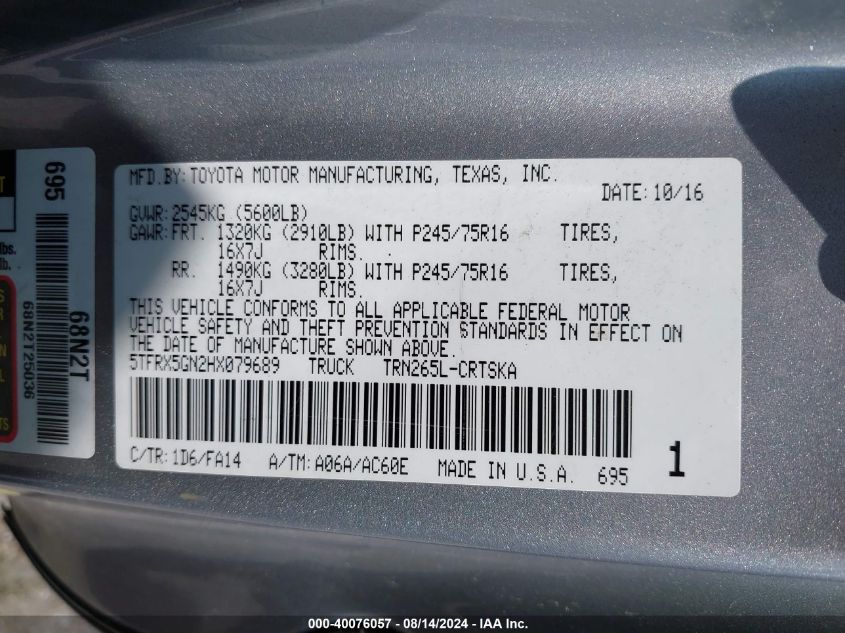 MFD.BY:TOYOTA MOTOR MANUFACTURING, TEXAS, INC.
DATE:10/16
GVWR:2545KG (5600LB)
GAWR:FRT. 1320KG (2910LB) WITH P245/75R16 TIRES,
16X7J RIMS.
RR. 1490KG (3280LB) WITH P245/75R16 TIRES,
16X7J RIMS.
THIS VEHICLE CONFORMS TO ALL APPLICABLE FEDERAL MOTOR
VEHICLE SAFETY AND THEFT PREVENTION STANDARDS IN EFFECT ON
THE DATE OF MANUFACTURE SHOWN ABOVE.
5TFRX5GN2HX079689 TRUCK TRN265L-CRTSKA
C/TR:1D6/FA14 A/TM:A06A/AC60E MADE IN U.S.A. 695
1
695
68N2T
68N2T25036
lbs.
lb.
000-40076057 - 08/14/2024 - IAAI.com